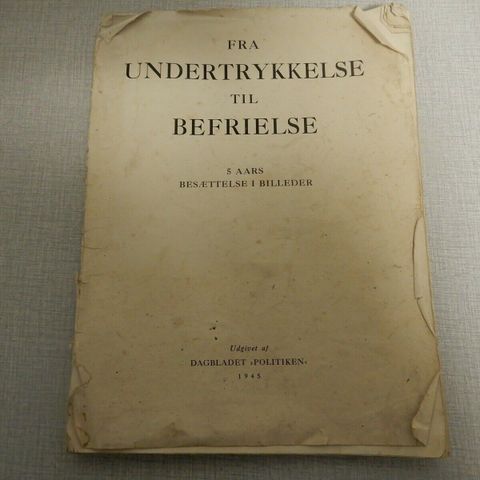 FRA
UNDERTRYKKELSE
TIL
BEFRIELSE
5 AARS
BESÆTTELSE I BILLEDER
Udgivet af
DAGBLADET »POLITIKEN«
1945